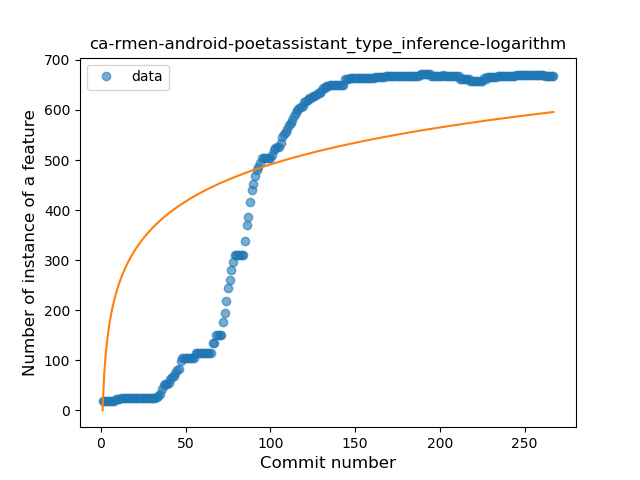 ca-rmen-android-poetassistant_type_inference-logarithm
data
Number of instance of a feature
700
600
500
400
300
200
100
0
0 50 100 150 200 250
Commit number